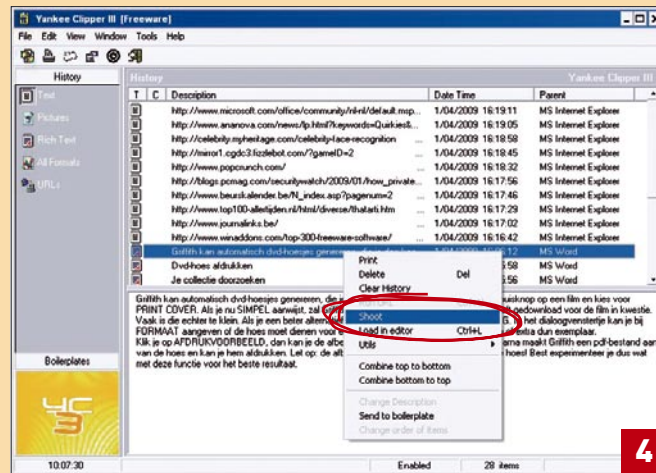 Yankee Clipper III [Freeware]
File Edit View Window Tools Help
History
History Yankee Clipper III
Text
Pictures
Rich Text
All Formats
URLs
Boilerplates
T C Description Date Time Parent
http://www.microsoft.com/office/community/nl-nl/default.msp... 1/04/2009 16:19:11 MS Internet Explorer
http://www.ananova.com/news/lp.html?keywords=Quirkies&... 1/04/2009 16:19:05 MS Internet Explorer
http://celebrity.myheritage.com/celebrity-face-recognition ... 1/04/2009 16:18:58 MS Internet Explorer
http://mirror1.cgdc3.fizzlebot.com/?gameID=2 ... 1/04/2009 16:18:45 MS Internet Explorer
http://www.popcrunch.com/ ... 1/04/2009 16:18:32 MS Internet Explorer
http://blogs.pcmag.com/securitywatch/2009/01/how_private... 1/04/2009 16:17:56 MS Internet Explorer
http://www.beurskalender.be/N_index.asp?pagenum=2 ... 1/04/2009 16:17:46 MS Internet Explorer
http://www.top100-allertijden.nl/html/diverse/thatarti.htm ... 1/04/2009 16:17:29 MS Internet Explorer
http://www.journalinks.be/ ... 1/04/2009 16:17:02 MS Internet Explorer
http://www.winaddons.com/top-300-freeware-software/ ... 1/04/2009 16:16:42 MS Internet Explorer
Griffith kan automatisch dvd-hoesjes MS Word
Dvd-hoes afdrukken MS Word
Je collectie doorzoeken MS Word
Print
Delete Del
Clear History
Shoot
Load in editor Ctrl+L
Utils
Combine top to bottom
Combine bottom to top
Change Description
Send to boilerplate
Change order of items
Griffith kan automatisch dvd-hoesjes genereren, die je op een film en kies voor
PRINT COVER. Als je nu SIMPEL aanwijst, zal gedownload voor de film in kwestie.
Vaak is die echter te klein. Als je een beter het dialoogvenstertje kan je bij
FORMAAT aangeven of de hoes moet dienen voor extra dun exemplaar.
Klik je op AFDRUKVOORBEELD, dan kan je de maakt Griffith een pdf-bestand aan
van de hoes en kan je hem afdrukken. Let op: de hoes! Best experimenteer je dus wat
met deze functie voor het beste resultaat.
YC
3
10:07:30 Enabled 28 items
4